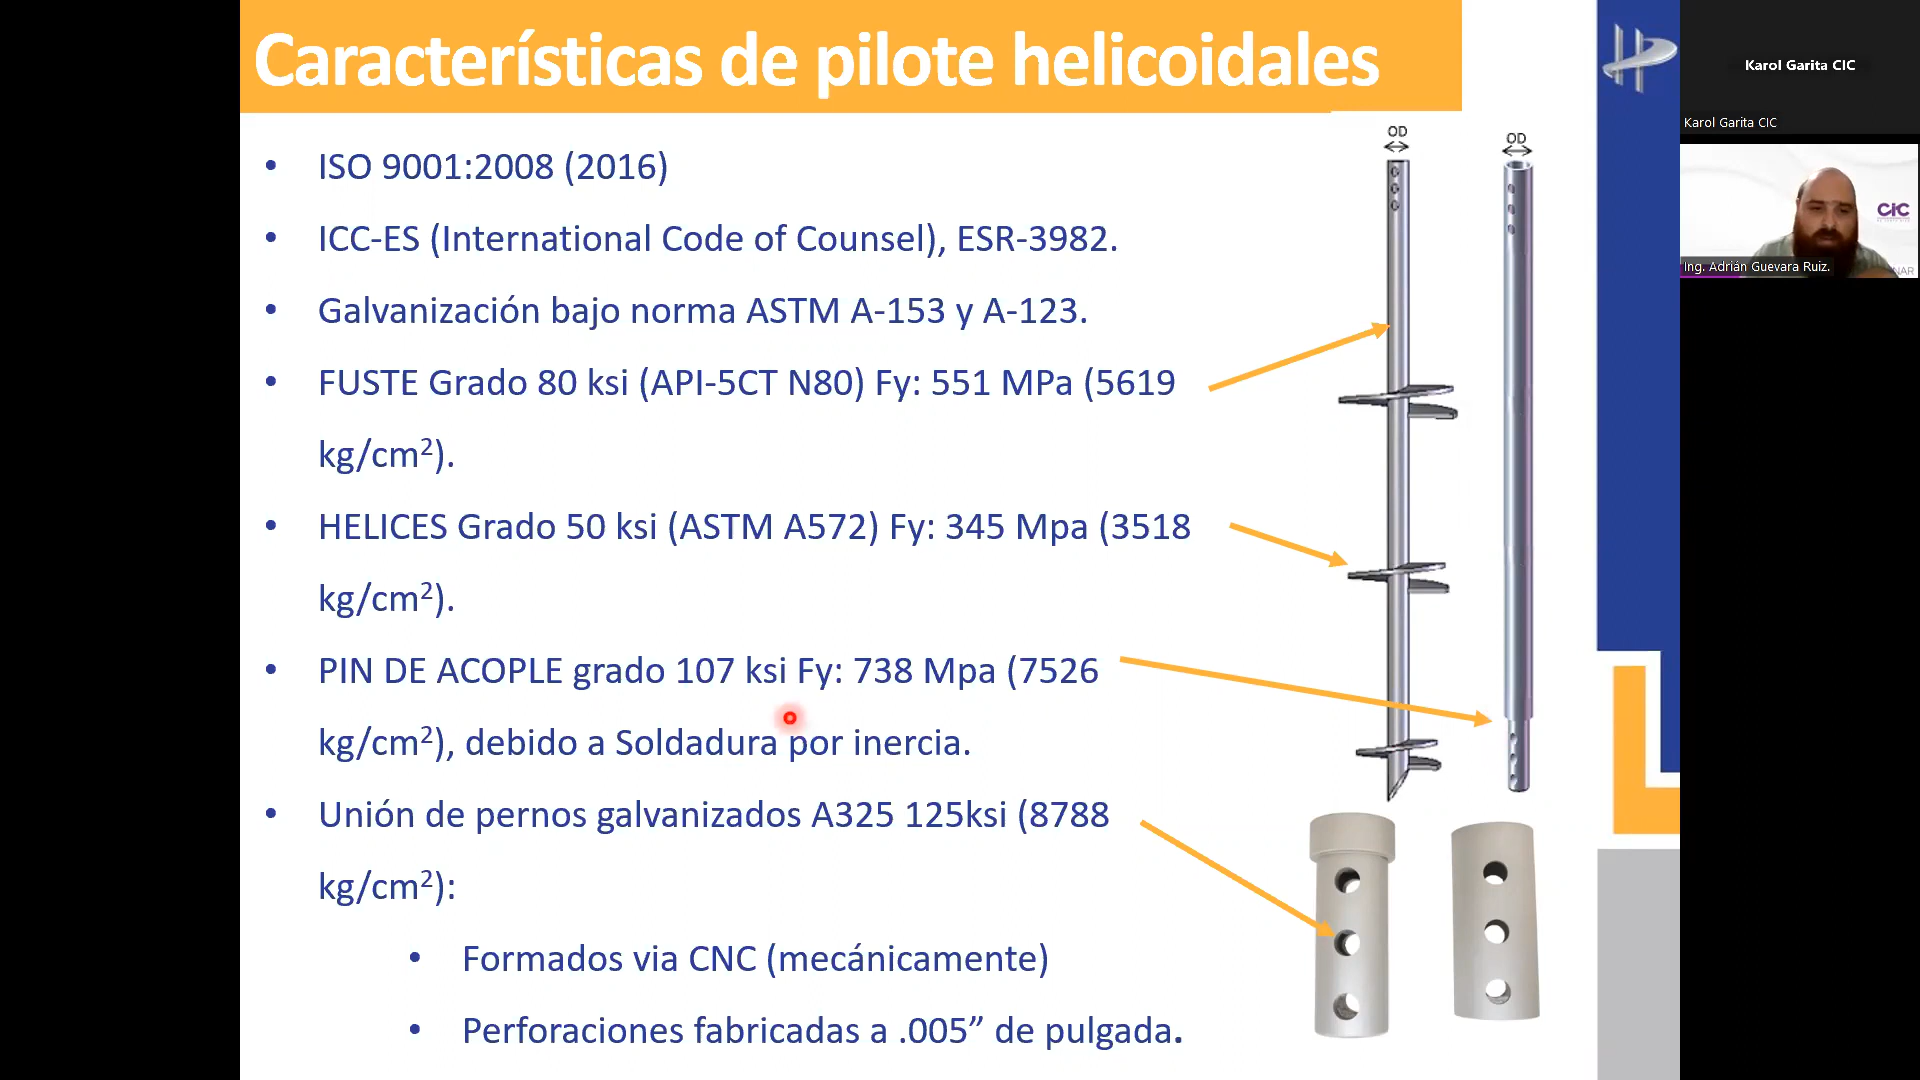 Características de pilote helicoidales
• ISO 9001:2008 (2016)
• ICC-ES (International Code of Counsel), ESR-3982.
• Galvanización bajo norma ASTM A-153 y A-123.
• FUSTE Grado 80 ksi (API-5CT N80) Fy: 551 MPa (5619
kg/cm²).
• HELICES Grado 50 ksi (ASTM A572) Fy: 345 Mpa (3518
kg/cm²).
• PIN DE ACOPLE grado 107 ksi Fy: 738 Mpa (7526
kg/cm²), debido a Soldadura por inercia.
• Unión de pernos galvanizados A325 125ksi (8788
kg/cm²):
• Formados via CNC (mecánicamente)
• Perforaciones fabricadas a .005” de pulgada.
OD
OD
Karol Garita CIC
Karol Garita CIC
CiC
Ing. Adrián Guevara Ruiz.